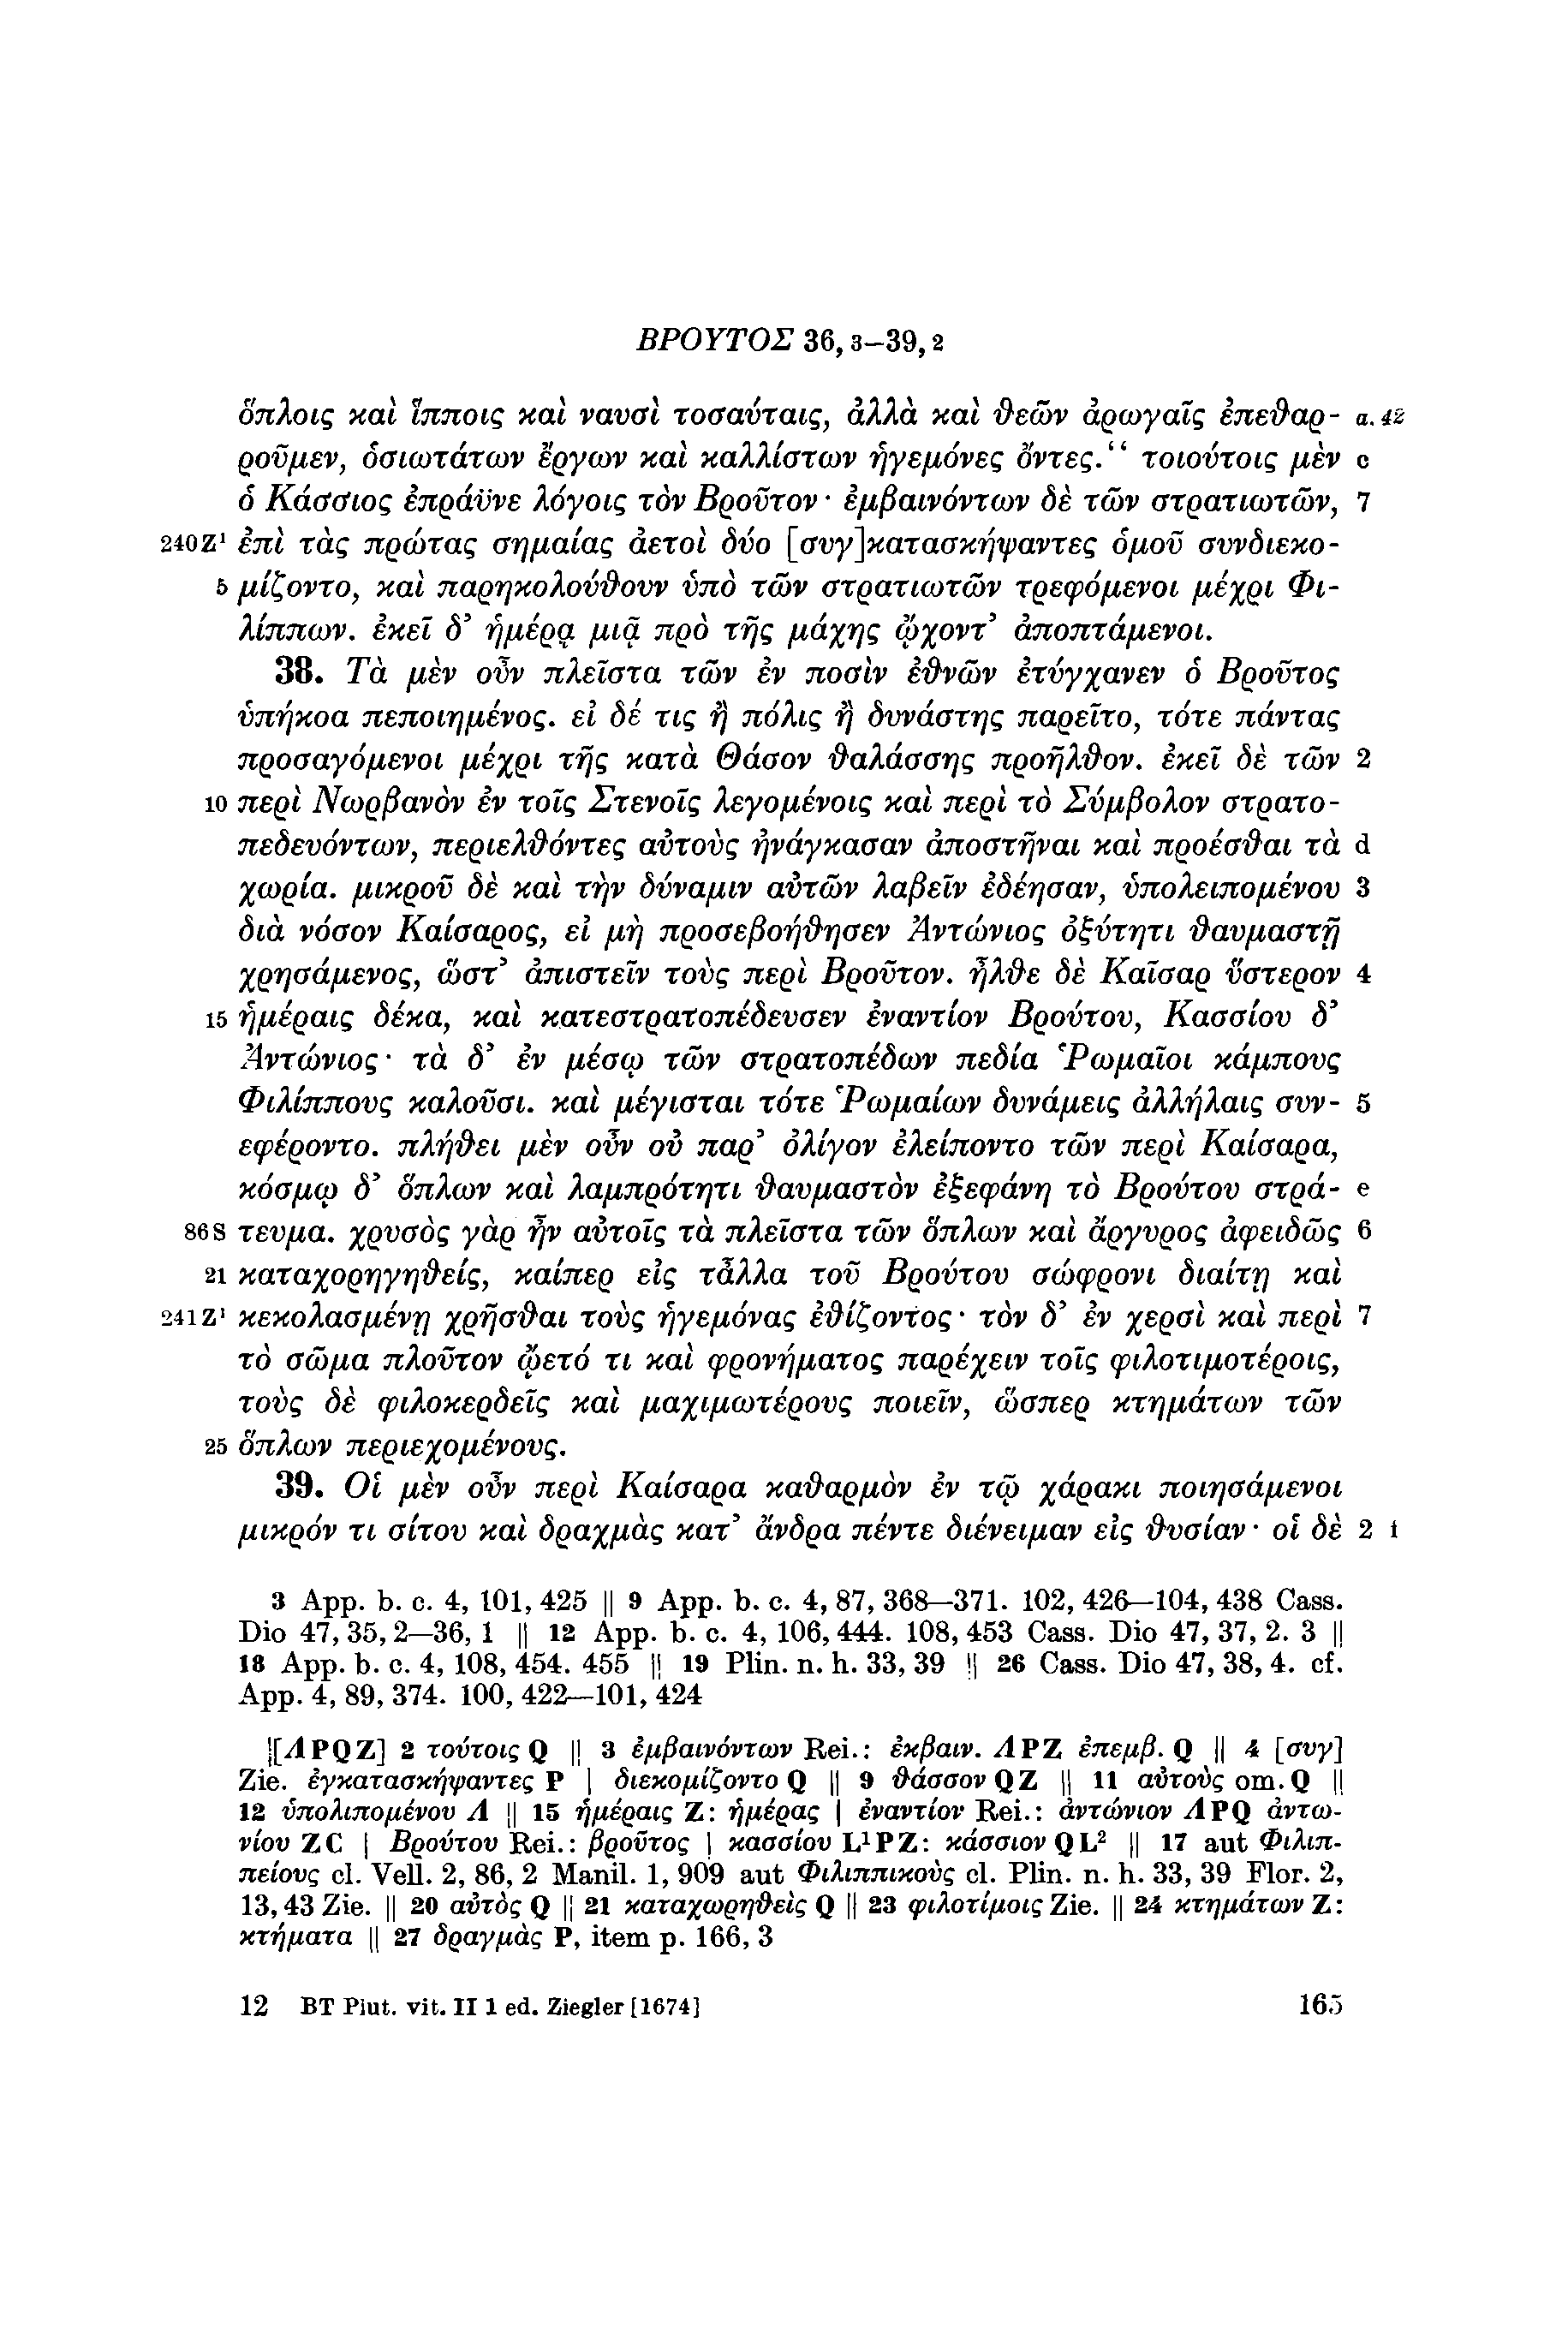 ΒΡΟΥΤΟΣ 36, 3–39, 2
ὅπλοις καὶ ἵπποις καὶ ναυσὶ τοσαύταις, ἀλλὰ καὶ θεῶν ἀρωγαῖς ἐπεθαρ- a. 42
ροῦμεν, ὁσιωτάτων ἔργων καὶ καλλίστων ἡγεμόνες ὄντες.“ τοιούτοις μὲν c
ὁ Κάσσιος ἐπράϋνε λόγοις τὸν Βροῦτον· ἐμβαινόντων δὲ τῶν στρατιωτῶν, 7
240Z¹ ἐπὶ τὰς πρώτας σημαίας ἀετοὶ δύο [συγ]κατασκήψαντες ὁμοῦ συνδιεκο-
5 μίζοντο, καὶ παρηκολούθουν ὑπὸ τῶν στρατιωτῶν τρεφόμενοι μέχρι Φι-
λίππων. ἐκεῖ δ’ ἡμέρᾳ μιᾷ πρὸ τῆς μάχης ᾤχοντ’ ἀποπτάμενοι.
38. Τὰ μὲν οὖν πλεῖστα τῶν ἐν ποσὶν ἐθνῶν ἐτύγχανεν ὁ Βροῦτος
ὑπήκοα πεποιημένος. εἰ δέ τις ἢ πόλις ἢ δυνάστης παρεῖτο, τότε πάντας
προσαγόμενοι μέχρι τῆς κατὰ Θάσον θαλάσσης προῆλθον. ἐκεῖ δὲ τῶν 2
10 περὶ Νωρβανὸν ἐν τοῖς Στενοῖς λεγομένοις καὶ περὶ τὸ Σύμβολον στρατο-
πεδευόντων, περιελθόντες αὐτοὺς ἠνάγκασαν ἀποστῆναι καὶ προέσθαι τὰ d
χωρία. μικροῦ δὲ καὶ τὴν δύναμιν αὐτῶν λαβεῖν ἐδέησαν, ὑπολειπομένου 3
διὰ νόσον Καίσαρος, εἰ μὴ προσεβοήθησεν Ἀντώνιος ὀξύτητι θαυμαστῇ
χρησάμενος, ὥστ’ ἀπιστεῖν τοὺς περὶ Βροῦτον. ἦλθε δὲ Καῖσαρ ὕστερον 4
15 ἡμέραις δέκα, καὶ κατεστρατοπέδευσεν ἐναντίον Βρούτου, Κασσίου δ’
Ἀντώνιος· τὰ δ’ ἐν μέσῳ τῶν στρατοπέδων πεδία Ῥωμαῖοι κάμπους
Φιλίππους καλοῦσι. καὶ μέγισται τότε Ῥωμαίων δυνάμεις ἀλλήλαις συν- 5
εφέροντο. πλήθει μὲν οὖν οὐ παρ’ ὀλίγον ἐλείποντο τῶν περὶ Καίσαρα,
κόσμῳ δ’ ὅπλων καὶ λαμπρότητι θαυμαστὸν ἐξεφάνη τὸ Βρούτου στρά- e
86S τευμα. χρυσὸς γὰρ ἦν αὐτοῖς τὰ πλεῖστα τῶν ὅπλων καὶ ἄργυρος ἀφειδῶς 6
21 καταχορηγηθείς, καίπερ εἰς τἆλλα τοῦ Βρούτου σώφρονι διαίτῃ καὶ
241Z¹ κεκολασμένῃ χρῆσθαι τοὺς ἡγεμόνας ἐθίζοντος· τὸν δ’ ἐν χερσὶ καὶ περὶ 7
τὸ σῶμα πλοῦτον ᾤετό τι καὶ φρονήματος παρέχειν τοῖς φιλοτιμοτέροις,
τοὺς δὲ φιλοκερδεῖς καὶ μαχιμωτέρους ποιεῖν, ὥσπερ κτημάτων τῶν
25 ὅπλων περιεχομένους.
39. Οἱ μὲν οὖν περὶ Καίσαρα καθαρμὸν ἐν τῷ χάρακι ποιησάμενοι
μικρόν τι σίτου καὶ δραχμὰς κατ’ ἄνδρα πέντε διένειμαν εἰς θυσίαν· οἱ δὲ 2 f
3 App. b. c. 4, 101, 425 || 9 App. b. c. 4, 87, 368—371. 102, 426—104, 438 Cass.
Dio 47, 35, 2—36, 1 || 12 App. b. c. 4, 106, 444. 108, 453 Cass. Dio 47, 37, 2. 3 ||
18 App. b. c. 4, 108, 454. 455 || 19 Plin. n. h. 33, 39 || 26 Cass. Dio 47, 38, 4. cf.
App. 4, 89, 374. 100, 422—101, 424
[ΛPQZ] 2 τούτοις Q || 3 ἐμβαινόντων Rei.: ἐκβαιν. ΛPZ ἐπεμβ. Q || 4 [συγ]
Zie. ἐγκατασκήψαντες P | διεκομίζοντο Q || 9 θάσσον QZ || 11 αὐτοὺς om. Q ||
12 ὑπολιπομένου Λ || 15 ἡμέραις Z: ἡμέρας | ἐναντίον Rei.: ἀντώνιον ΛPQ ἀντω-
νίου ZC | Βρούτου Rei.: βροῦτος | κασσίου L¹PZ: κάσσιον QL² || 17 aut Φιλιπ-
πείους cl. Vell. 2, 86, 2 Manil. 1, 909 aut Φιλιππικοὺς cl. Plin. n. h. 33, 39 Flor. 2,
13, 43 Zie. || 20 αὐτὸς Q || 21 καταχωρηθεὶς Q || 23 φιλοτίμοις Zie. || 24 κτημάτων Z:
κτήματα || 27 δραγμὰς P, item p. 166, 3
12 BT Plut. vit. II 1 ed. Ziegler [1674] 165